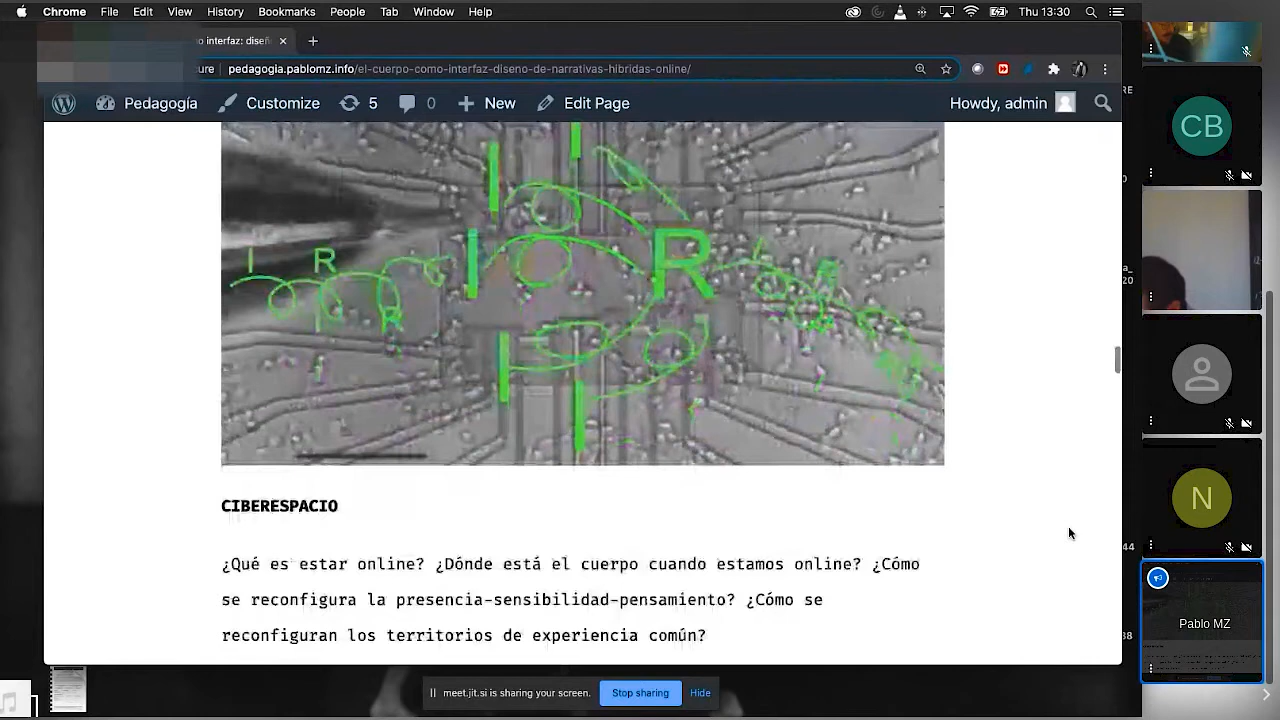 Chrome File Edit View History Bookmarks People Tab Window Help Thu 13:30
o interfaz: diseñ
ure pedagogia.pablomz.info/el-cuerpo-como-interfaz-diseno-de-narrativas-hibridas-online/
Pedagogía Customize 5 0 New Edit Page Howdy, admin
I R I R
CIBERESPACIO
¿Qué es estar online? ¿Dónde está el cuerpo cuando estamos online? ¿Cómo
se reconfigura la presencia-sensibilidad-pensamiento? ¿Cómo se
reconfiguran los territorios de experiencia común?
meet.jit.si is sharing your screen. Stop sharing Hide
CB
N
Pablo MZ